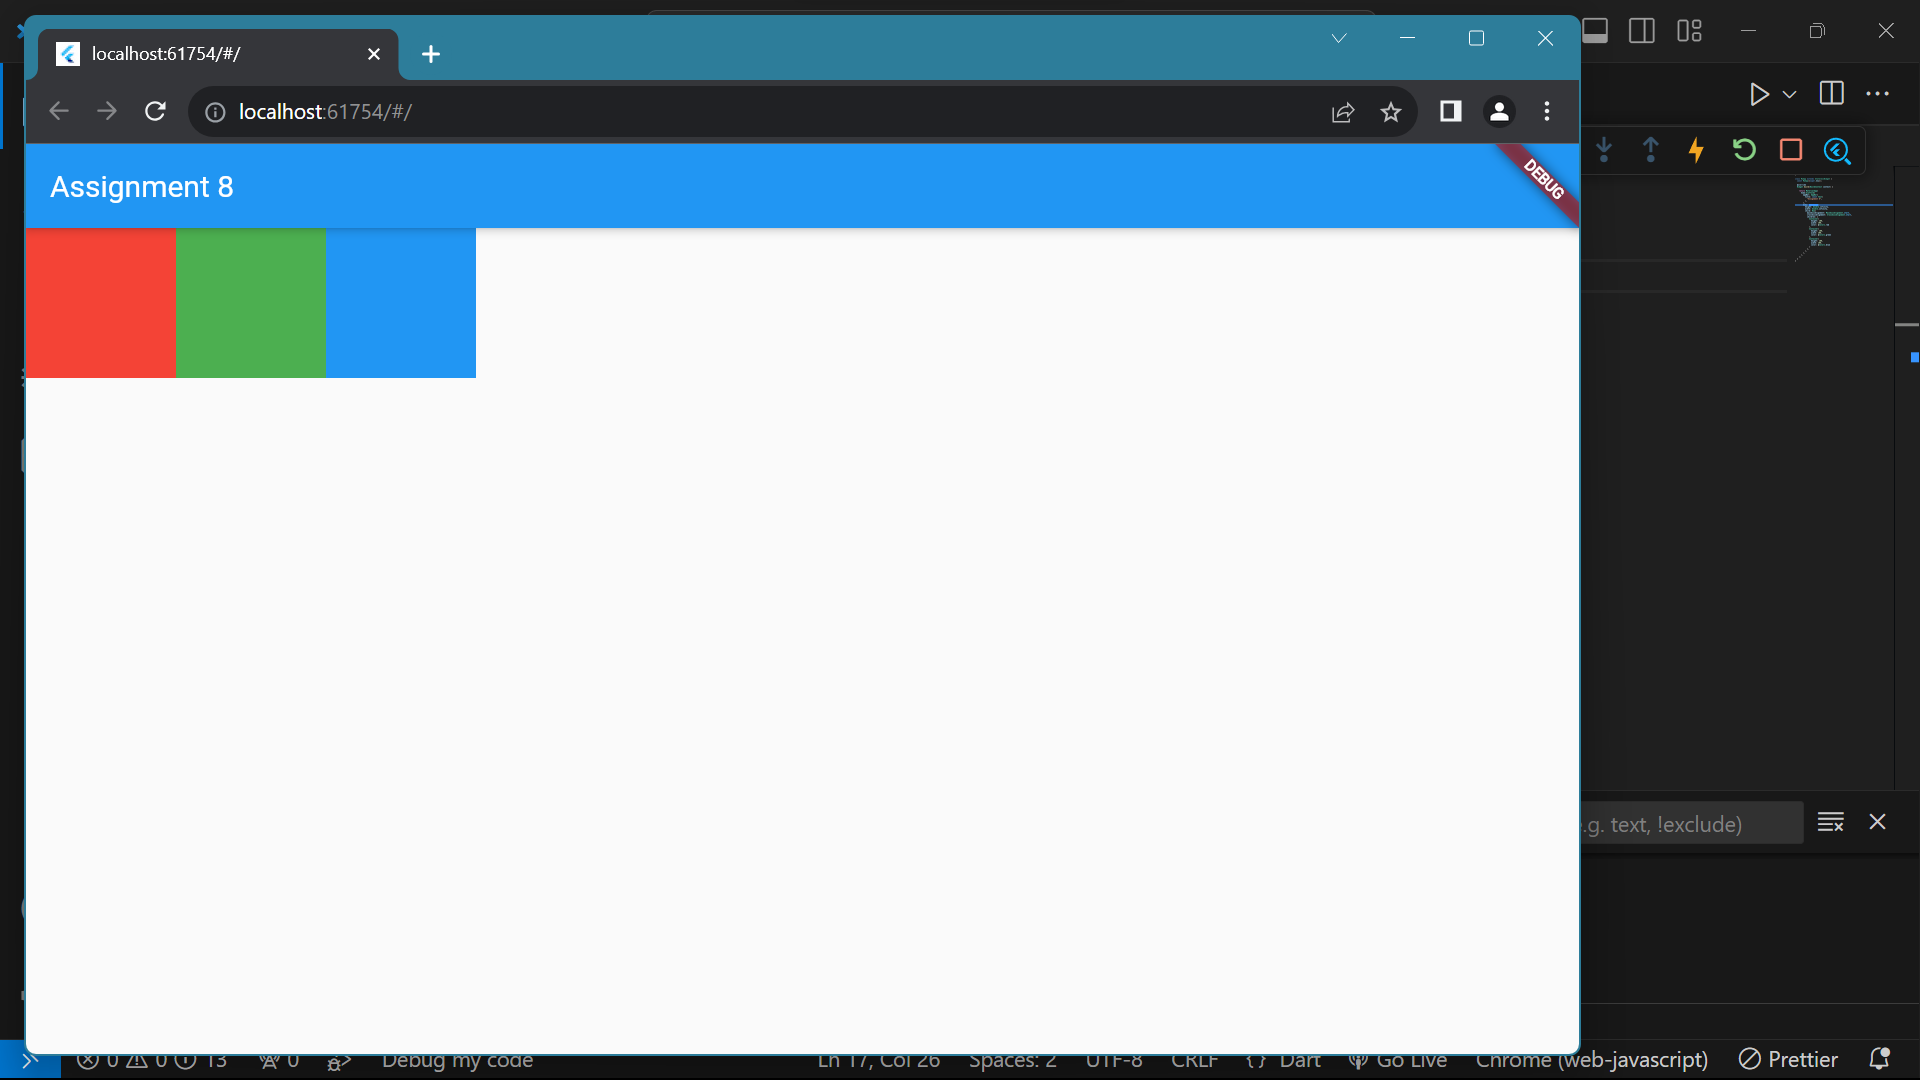 localhost:61754/#/
localhost:61754/#/
Assignment 8
DEBUG
.g. text, !exclude)
0 0 13 0 Debug my code Ln 17, Col 26 Spaces: 2 UTF-8 CRLF {} Dart Go Live Chrome (web-javascript) Prettier